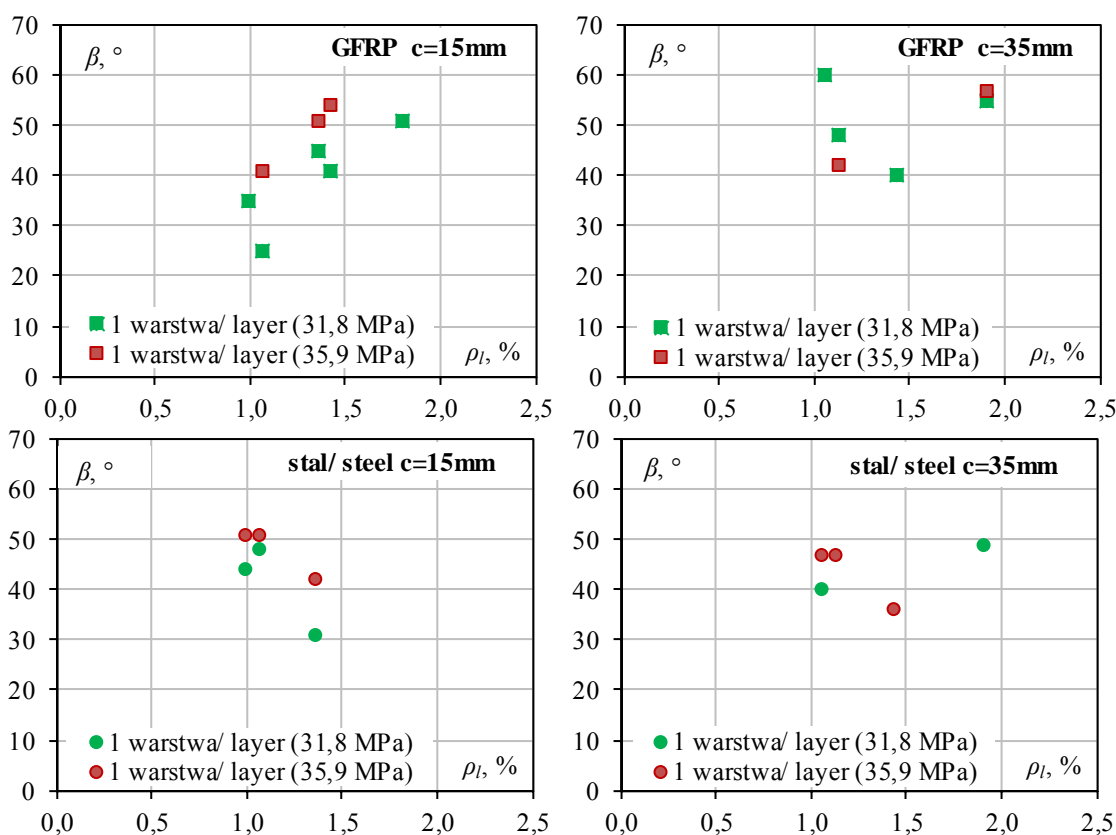 GFRP c=15mm
β, °
70
60
50
40
30
20
10
0
1 warstwa/ layer (31,8 MPa)
1 warstwa/ layer (35,9 MPa)
ρl, %
0,0 0,5 1,0 1,5 2,0 2,5
GFRP c=35mm
β, °
70
60
50
40
30
20
10
0
1 warstwa/ layer (31,8 MPa)
1 warstwa/ layer (35,9 MPa)
ρl, %
0,0 0,5 1,0 1,5 2,0 2,5
stal/ steel c=15mm
β, °
70
60
50
40
30
20
10
0
1 warstwa/ layer (31,8 MPa)
1 warstwa/ layer (35,9 MPa)
ρl, %
0,0 0,5 1,0 1,5 2,0 2,5
stal/ steel c=35mm
β, °
70
60
50
40
30
20
10
0
1 warstwa/ layer (31,8 MPa)
1 warstwa/ layer (35,9 MPa)
ρl, %
0,0 0,5 1,0 1,5 2,0 2,5